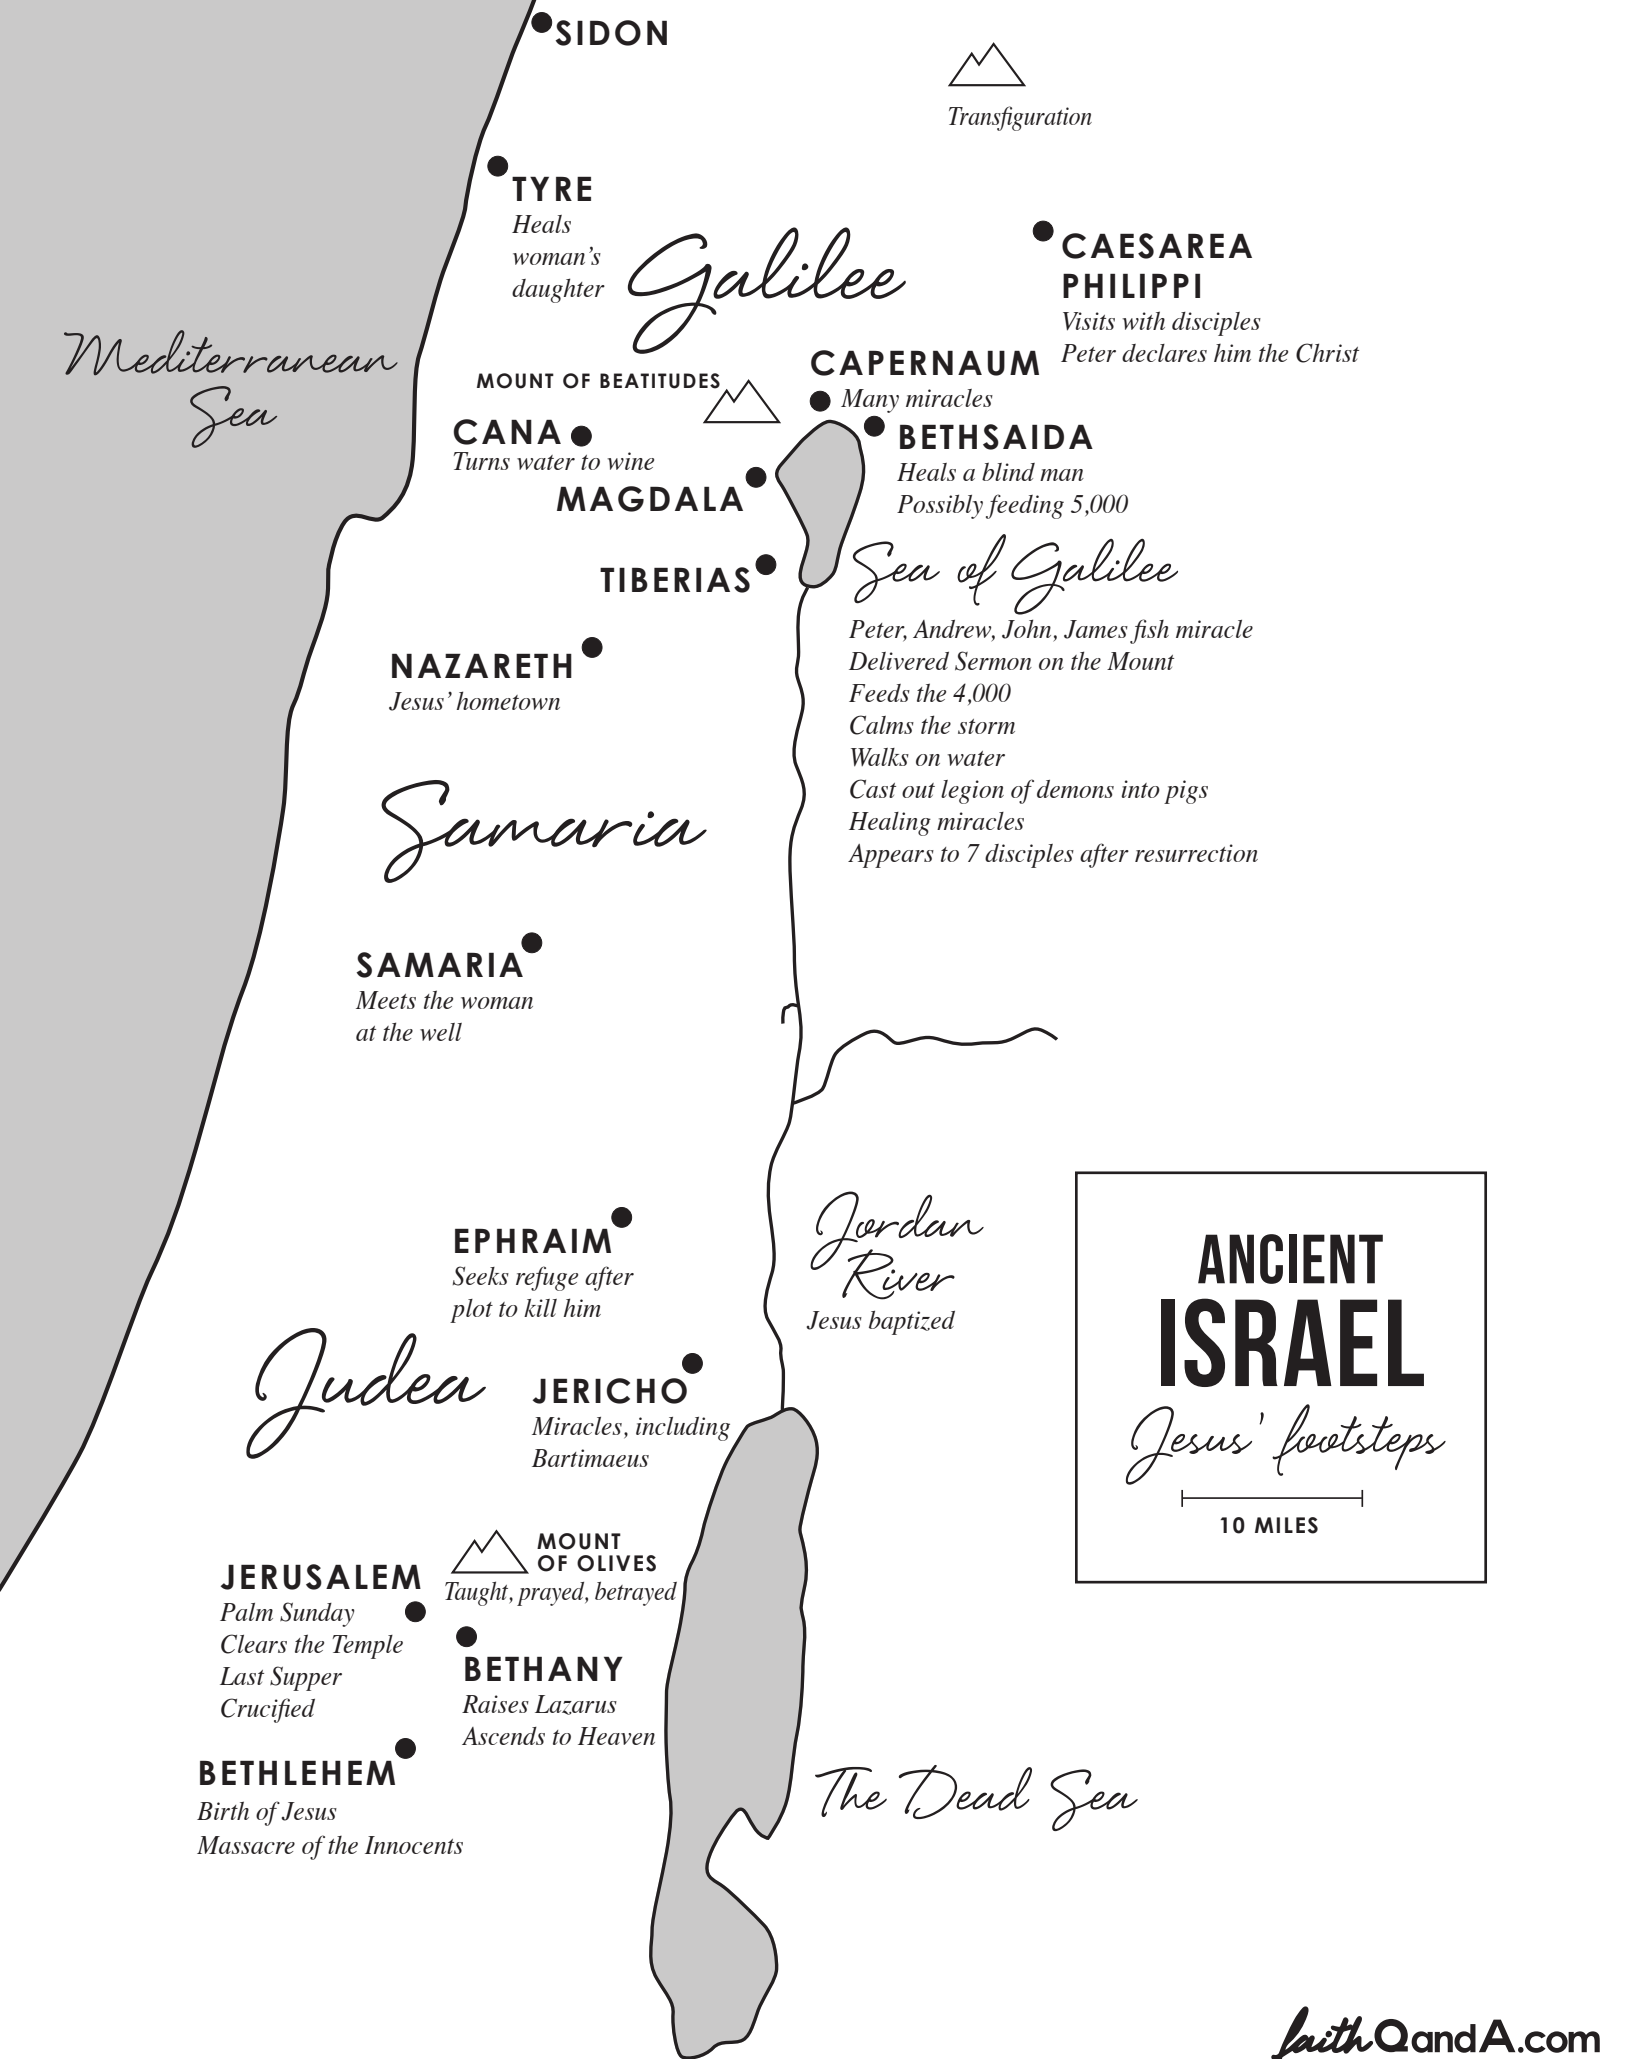 SIDON
Transfiguration
TYRE
Heals
woman's
daughter
Galilee
CAESAREA
PHILIPPI
Visits with disciples
Peter declares him the Christ
Mediterranean
Sea
CAPERNAUM
Many miracles
MOUNT OF BEATITUDES
CANA
Turns water to wine
BETHSAIDA
Heals a blind man
Possibly feeding 5,000
MAGDALA
TIBERIAS
Sea of Galilee
Peter, Andrew, John, James fish miracle
Delivered Sermon on the Mount
Feeds the 4,000
Calms the storm
Walks on water
Cast out legion of demons into pigs
Healing miracles
Appears to 7 disciples after resurrection
NAZARETH
Jesus' hometown
Samaria
SAMARIA
Meets the woman
at the well
EPHRAIM
Seeks refuge after
plot to kill him
Jordan
River
Jesus baptized
Judea
JERICHO
Miracles, including
Bartimaeus
ANCIENT
ISRAEL
Jesus' footsteps
10 MILES
MOUNT
OF OLIVES
Taught, prayed, betrayed
JERUSALEM
Palm Sunday
Clears the Temple
Last Supper
Crucified
BETHANY
Raises Lazarus
Ascends to Heaven
BETHLEHEM
Birth of Jesus
Massacre of the Innocents
The Dead Sea
faithQandA.com